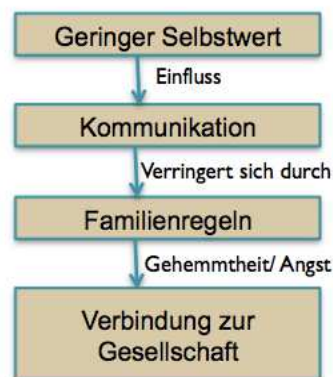 Geringer Selbstwert
Einfluss
Kommunikation
Verringert sich durch
Familienregeln
Gehemmtheit/ Angst
Verbindung zur
Gesellschaft